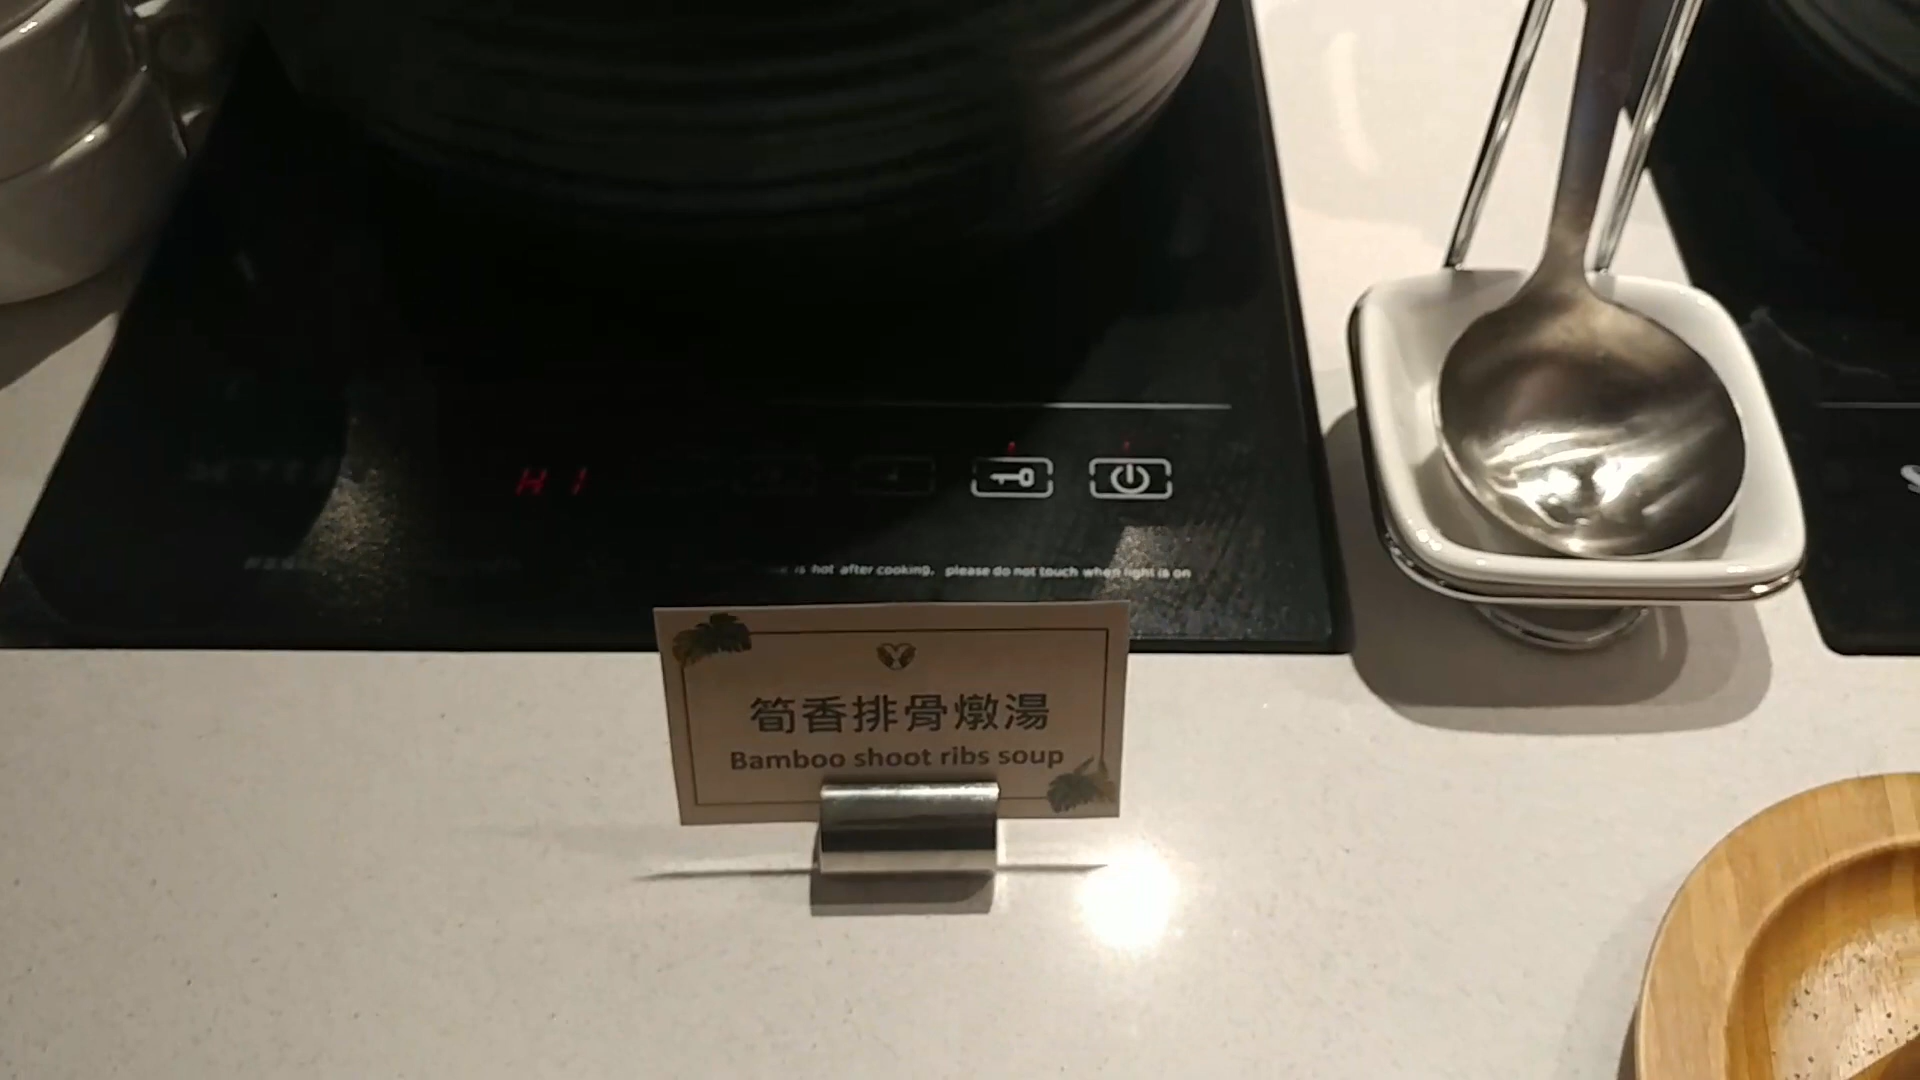 H 1
is hot after cooking, please do not touch when light is on
筍香排骨燉湯
Bamboo shoot ribs soup